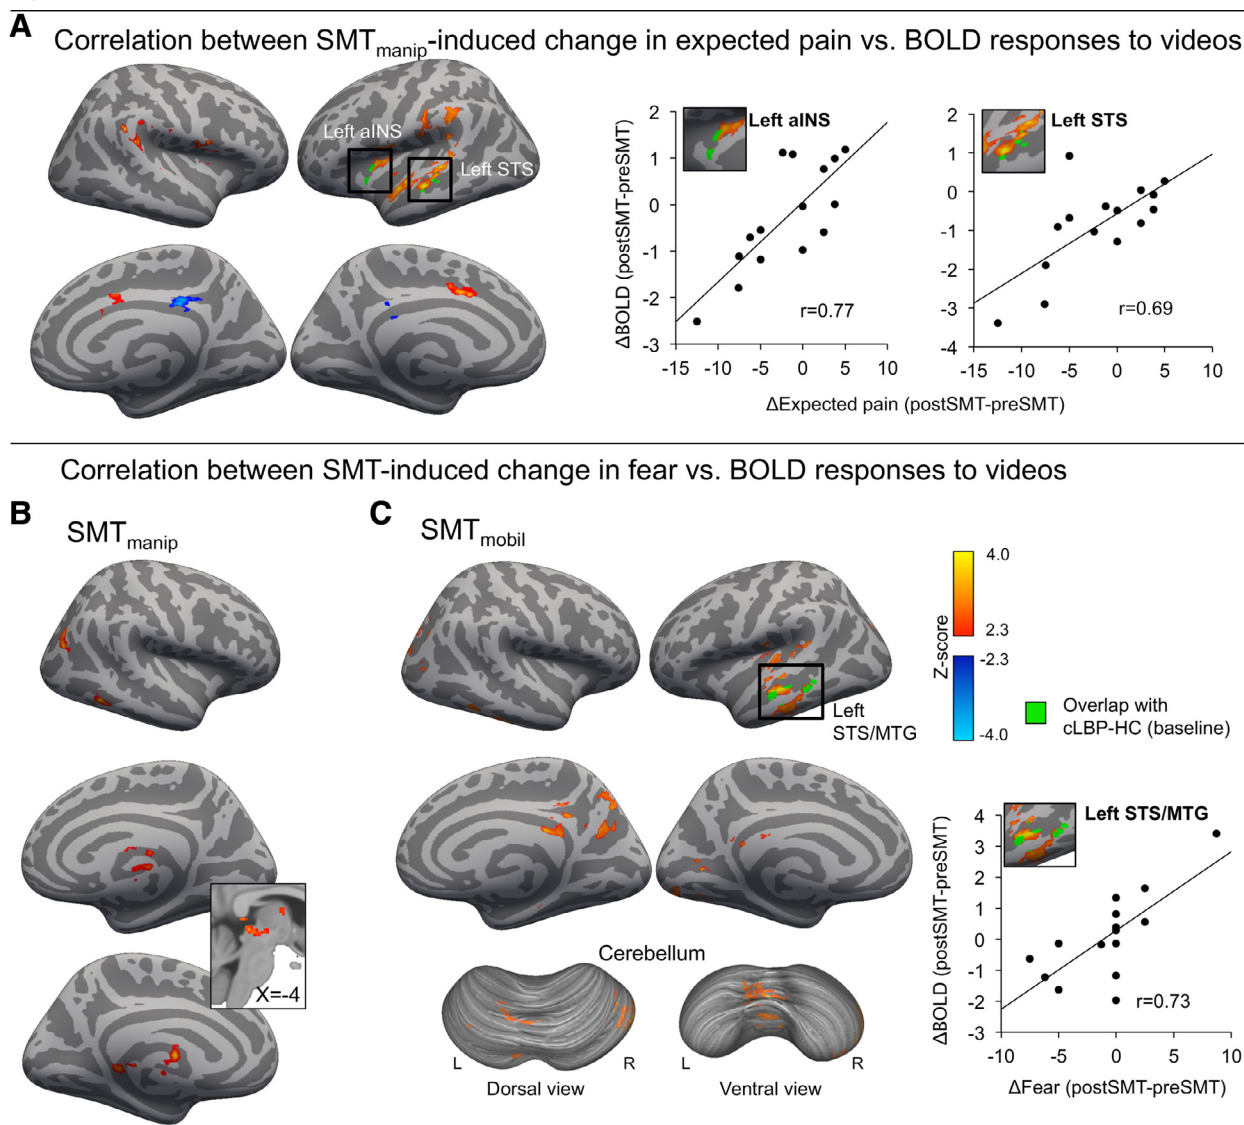 A
Correlation between SMTmanip-induced change in expected pain vs. BOLD responses to videos
Left aINS
Left STS
Left aINS
Left STS
ΔBOLD (postSMT-preSMT)
2
1
0
-1
-2
-3
r=0.77
-15 -10 -5 0 5 10
2
1
0
-1
-2
-3
-4
r=0.69
-15 -10 -5 0 5 10
ΔExpected pain (postSMT-preSMT)
Correlation between SMT-induced change in fear vs. BOLD responses to videos
B
SMTmanip
X=-4
C
SMTmobil
Left
STS/MTG
Z-score
4.0
2.3
-2.3
-4.0
Overlap with
cLBP-HC (baseline)
Cerebellum
L R
Dorsal view
L R
Ventral view
Left STS/MTG
ΔBOLD (postSMT-preSMT)
4
3
2
1
0
-1
-2
-3
r=0.73
-10 -5 0 5 10
ΔFear (postSMT-preSMT)